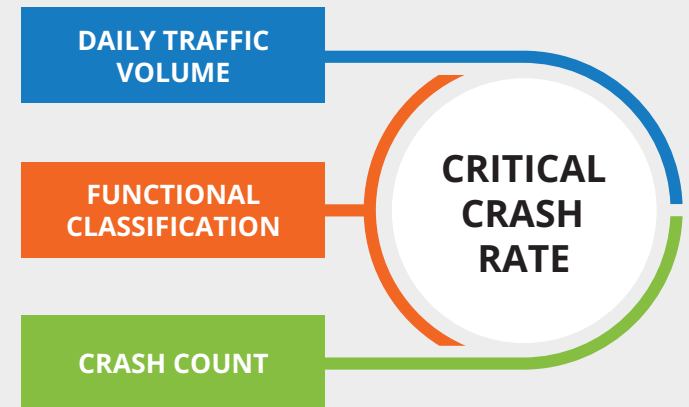 DAILY TRAFFIC
VOLUME
FUNCTIONAL
CLASSIFICATION
CRASH COUNT
CRITICAL
CRASH
RATE